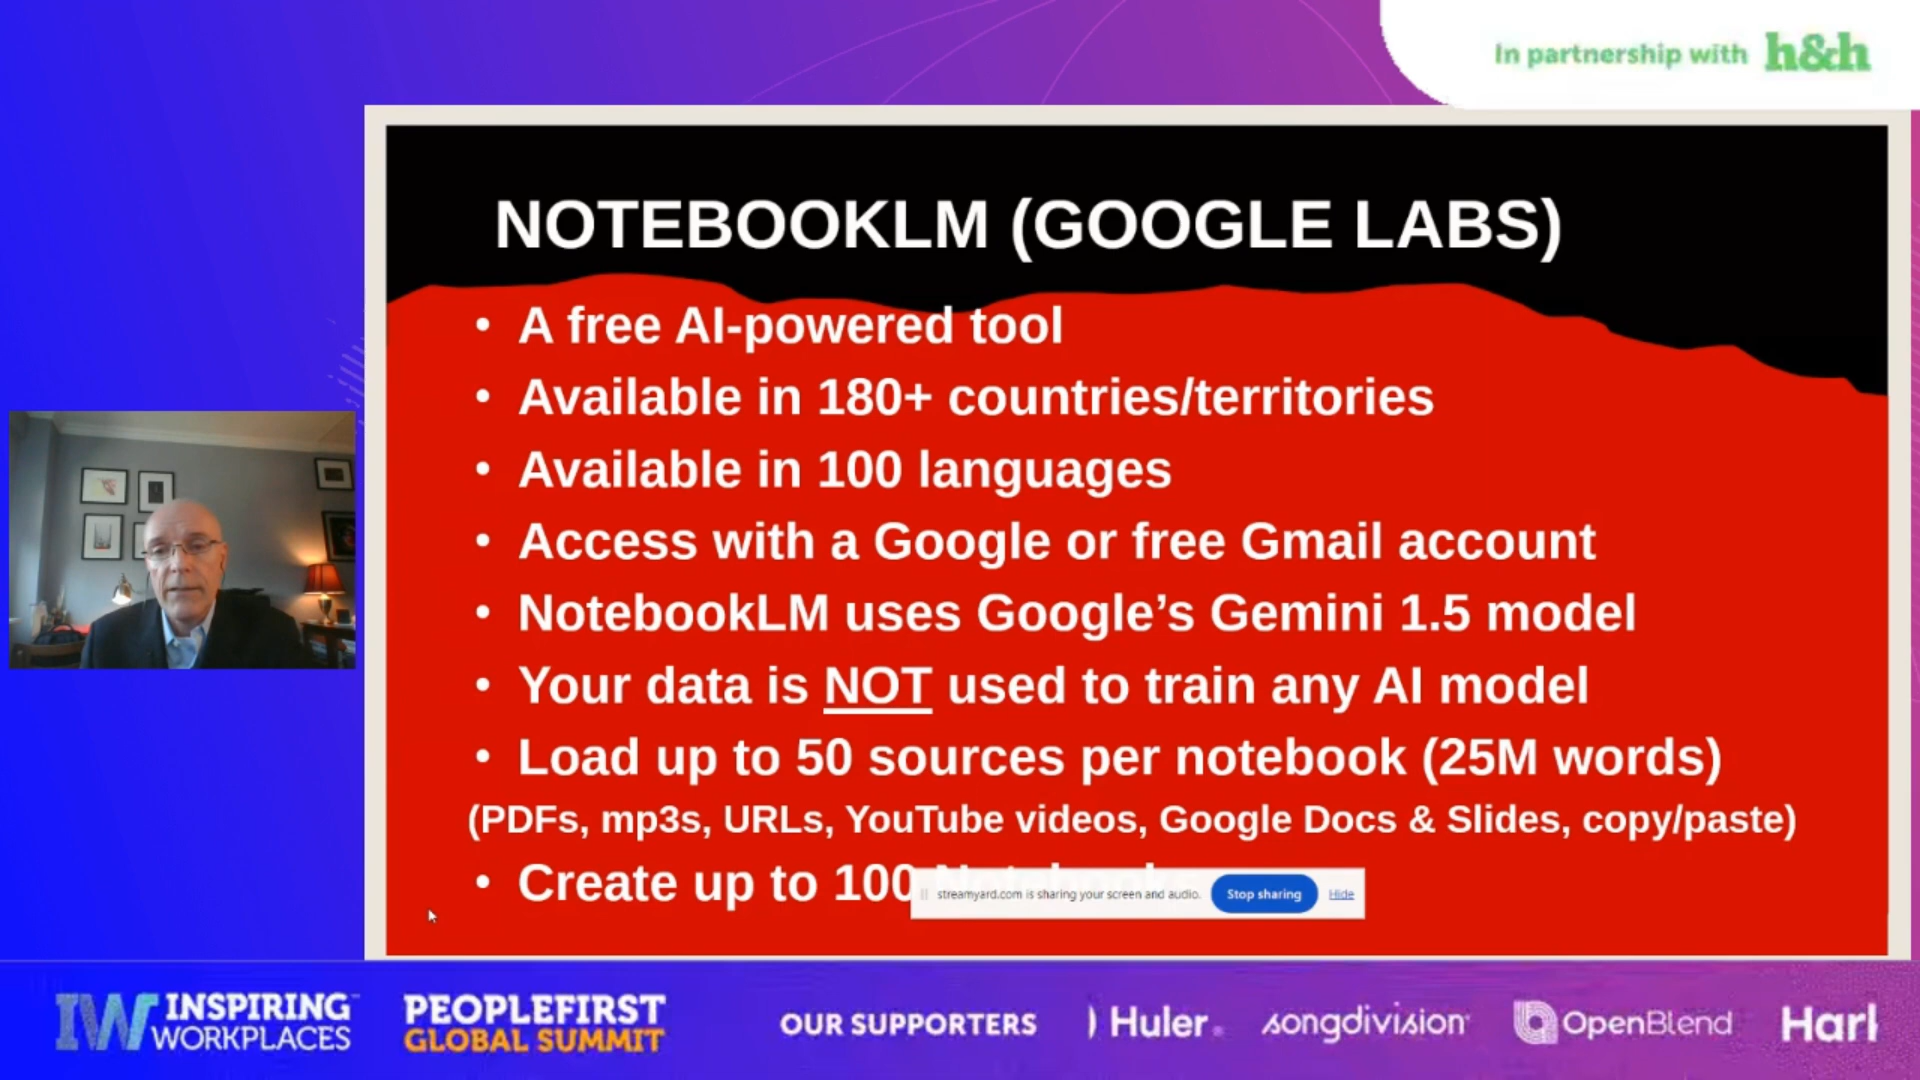 In partnership with h&h
NOTEBOOKLM (GOOGLE LABS)
• A free AI-powered tool
• Available in 180+ countries/territories
• Available in 100 languages
• Access with a Google or free Gmail account
• NotebookLM uses Google’s Gemini 1.5 model
• Your data is NOT used to train any AI model
• Load up to 50 sources per notebook (25M words)
(PDFs, mp3s, URLs, YouTube videos, Google Docs & Slides, copy/paste)
• Create up to 100
streamyard.com is sharing your screen and audio. Stop sharing Hide
IW INSPIRING WORKPLACES
PEOPLEFIRST
GLOBAL SUMMIT
OUR SUPPORTERS Huler. songdivision OpenBlend Harl